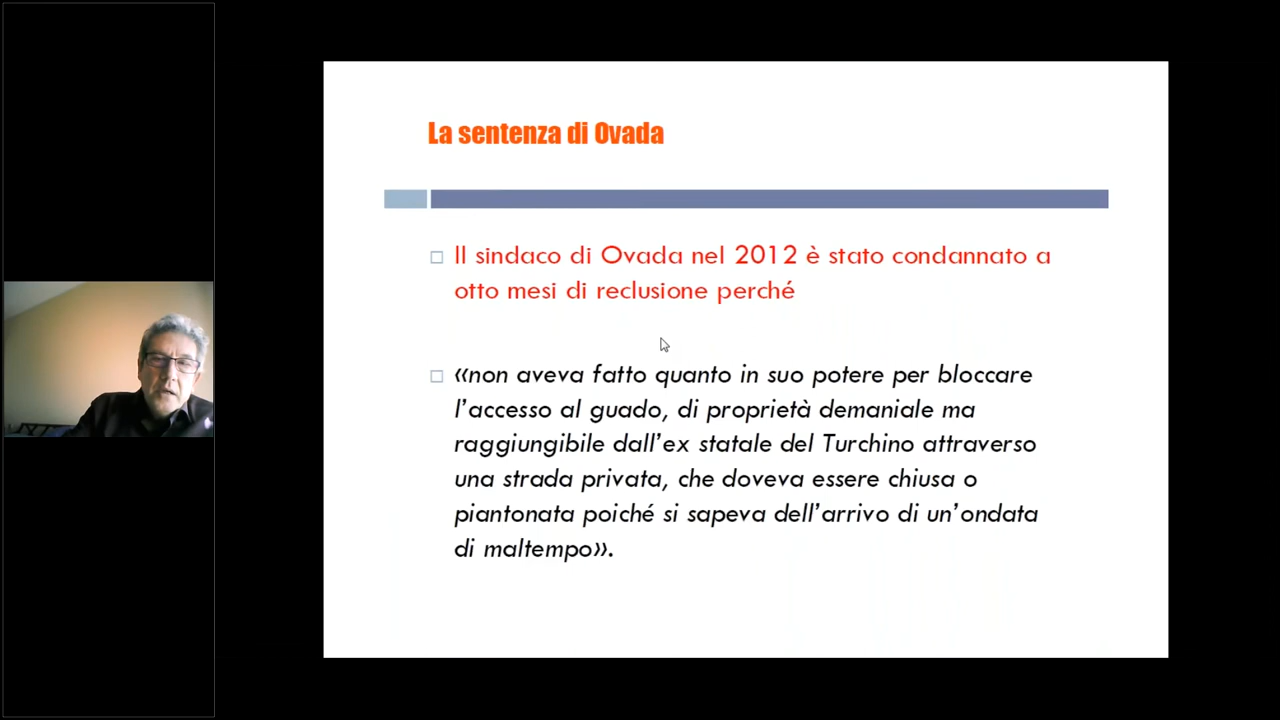 La sentenza di Ovada
Il sindaco di Ovada nel 2012 è stato condannato a
otto mesi di reclusione perché
«non aveva fatto quanto in suo potere per bloccare
l’accesso al guado, di proprietà demaniale ma
raggiungibile dall’ex statale del Turchino attraverso
una strada privata, che doveva essere chiusa o
piantonata poiché si sapeva dell’arrivo di un’ondata
di maltempo».